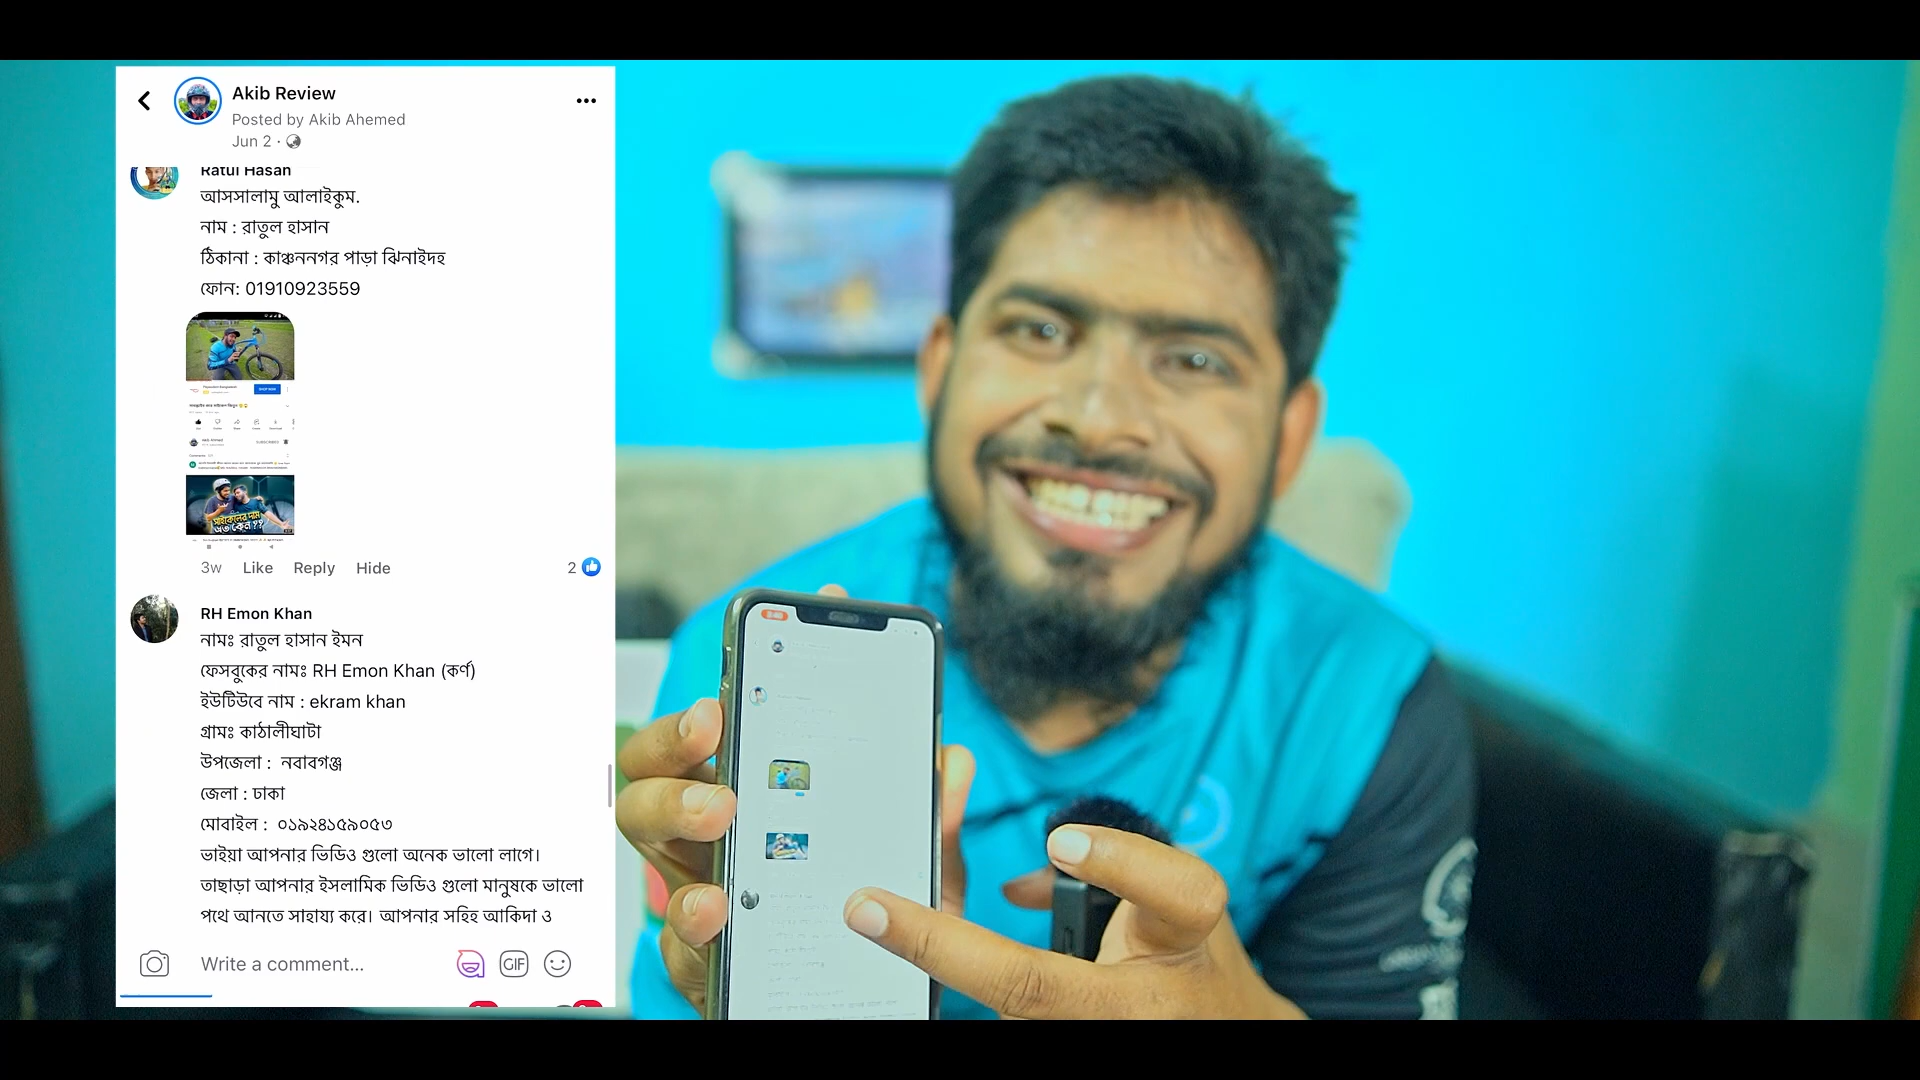 Akib Review
Posted by Akib Ahemed
Jun 2 ·
Ratul Hasan
আসসালামু আলাইকুম.
নাম : রাতুল হাসান
ঠিকানা : কাঞ্চননগর পাড়া ঝিনাইদহ
ফোন: 01910923559
সাইকেলের দাম
অত কেন ??
3w Like Reply Hide 2
RH Emon Khan
নামঃ রাতুল হাসান ইমন
ফেসবুকের নামঃ RH Emon Khan (কর্ণ)
ইউটিউবে নাম : ekram khan
গ্রামঃ কাঠালীঘাটা
উপজেলা : নবাবগঞ্জ
জেলা : ঢাকা
মোবাইল : ০১৯২৪১৫৯০৫৩
ভাইয়া আপনার ভিডিও গুলো অনেক ভালো লাগে।
তাছাড়া আপনার ইসলামিক ভিডিও গুলো মানুষকে ভালো
পথে আনতে সাহায্য করে। আপনার সহিহ আকিদা ও
Write a comment...
GIF